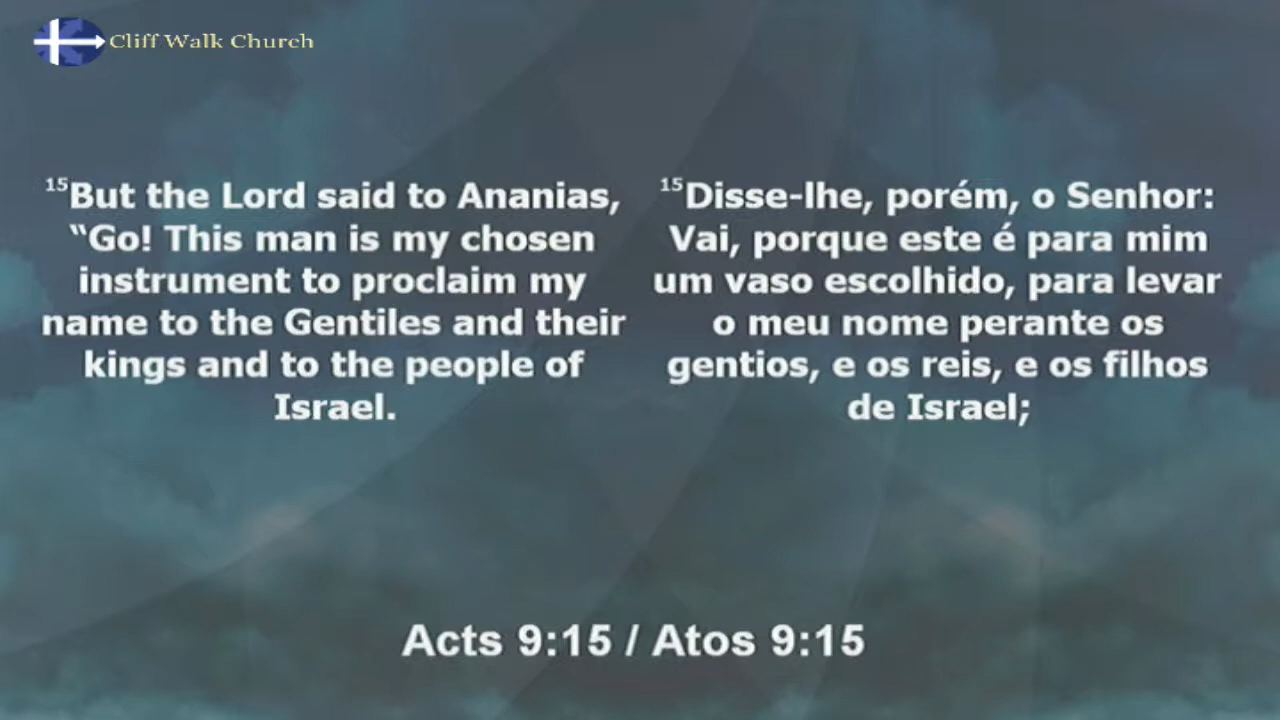 Cliff Walk Church
15But the Lord said to Ananias,
“Go! This man is my chosen
instrument to proclaim my
name to the Gentiles and their
kings and to the people of
Israel.
15Disse-lhe, porém, o Senhor:
Vai, porque este é para mim
um vaso escolhido, para levar
o meu nome perante os
gentios, e os reis, e os filhos
de Israel;
Acts 9:15 / Atos 9:15